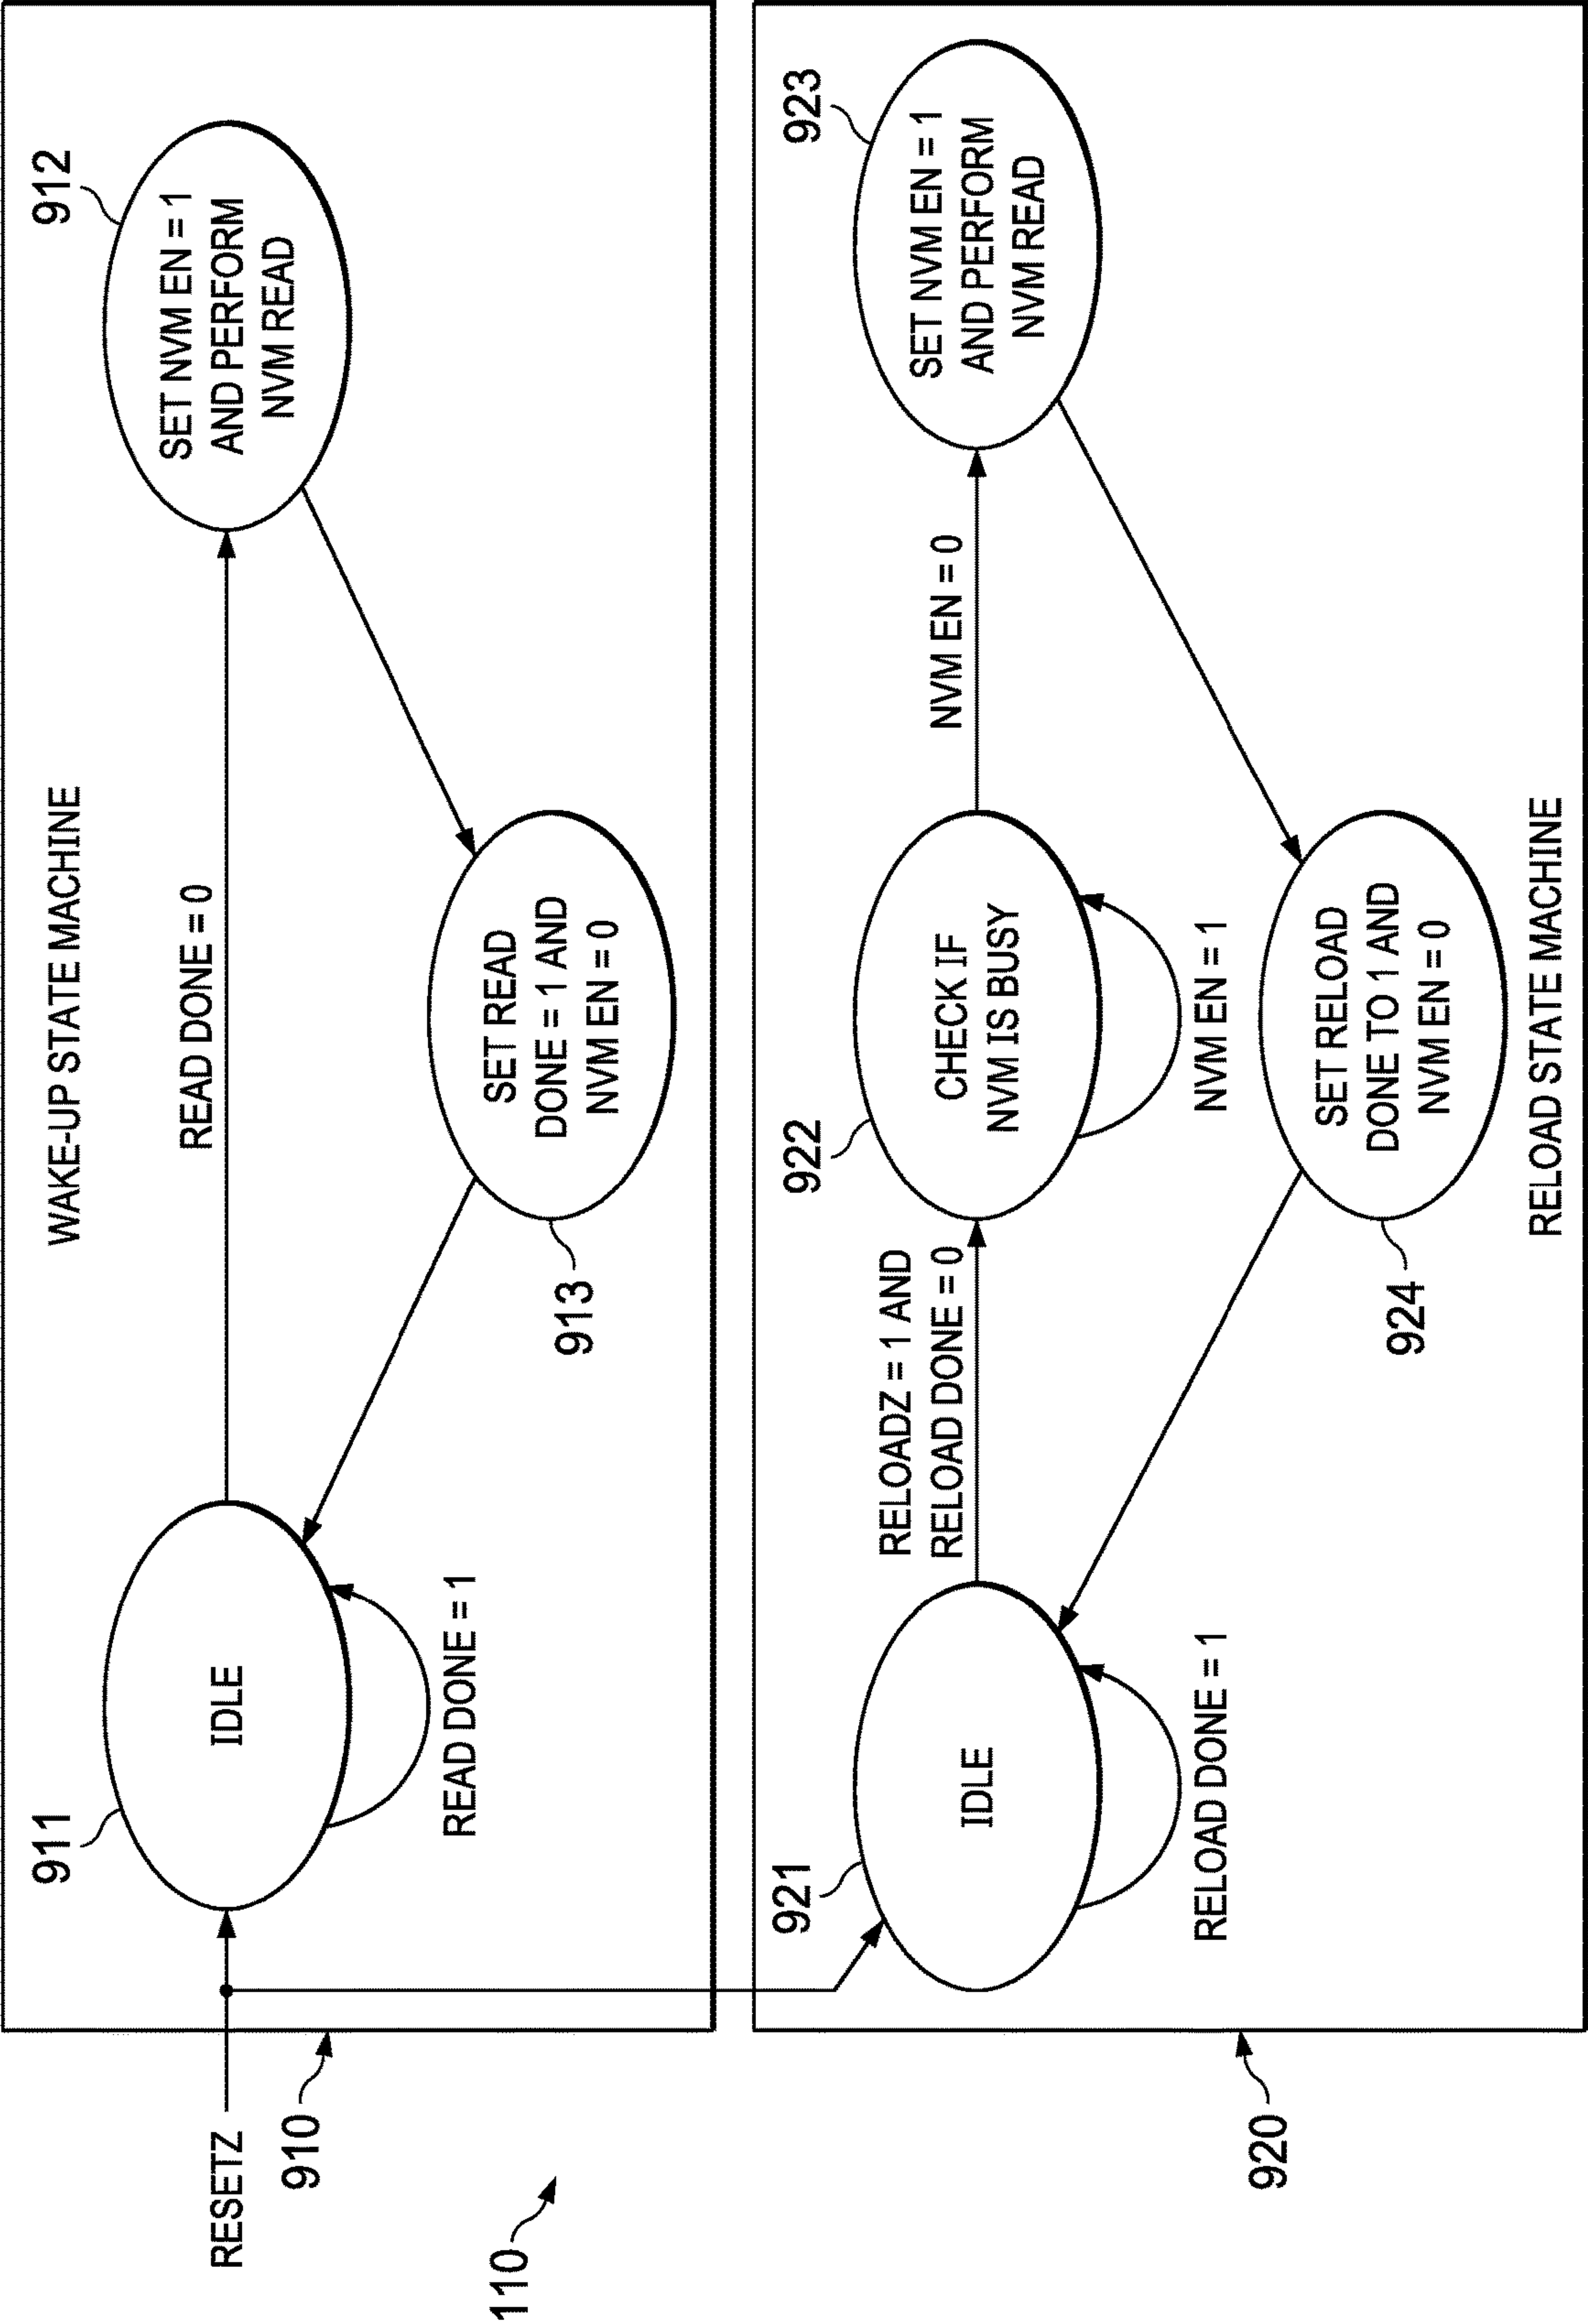 WAKE-UP STATE MACHINE
RESETZ
910
911
IDLE
READ DONE = 1
READ DONE = 0
912
SET NVM EN = 1
AND PERFORM
NVM READ
913
SET READ
DONE = 1 AND
NVM EN = 0
110
920
921
IDLE
RELOAD DONE = 1
RELOADZ = 1 AND
RELOAD DONE = 0
922
CHECK IF
NVM IS BUSY
NVM EN = 1
NVM EN = 0
923
SET NVM EN = 1
AND PERFORM
NVM READ
924
SET RELOAD
DONE TO 1 AND
NVM EN = 0
RELOAD STATE MACHINE